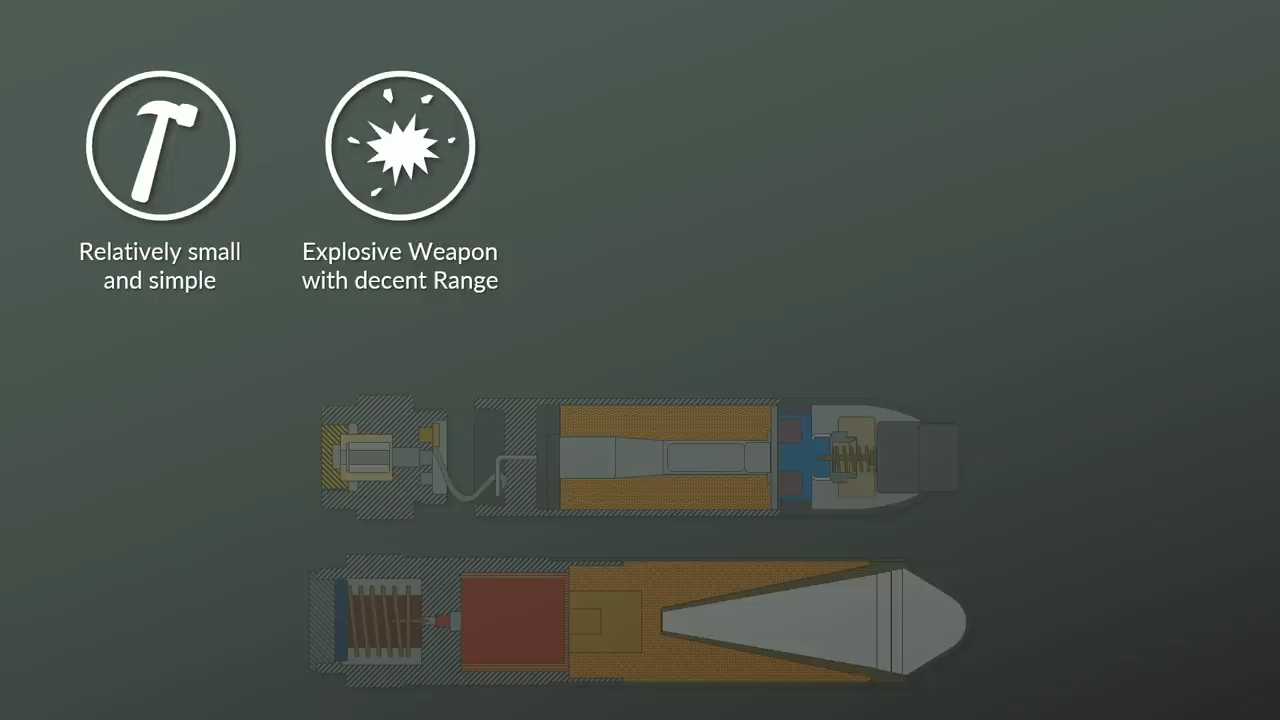 Relatively small
and simple
Explosive Weapon
with decent Range